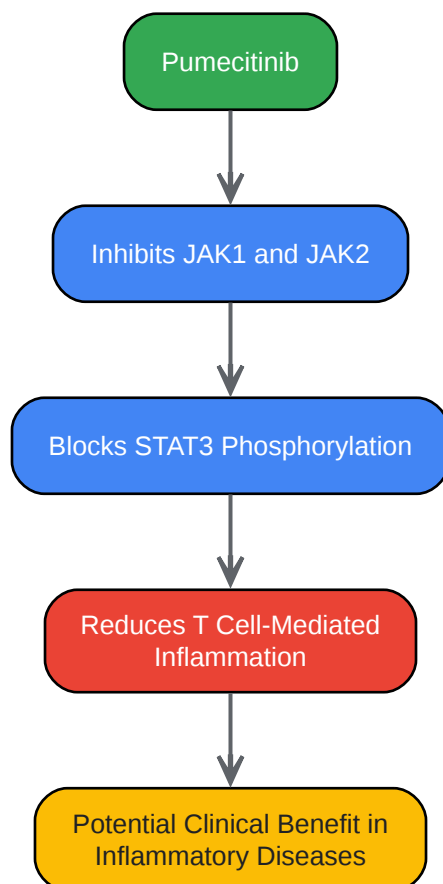 Pumecitinib
Inhibits JAK1 and JAK2
Blocks STAT3 Phosphorylation
Reduces T Cell-Mediated
Inflammation
Potential Clinical Benefit in
Inflammatory Diseases